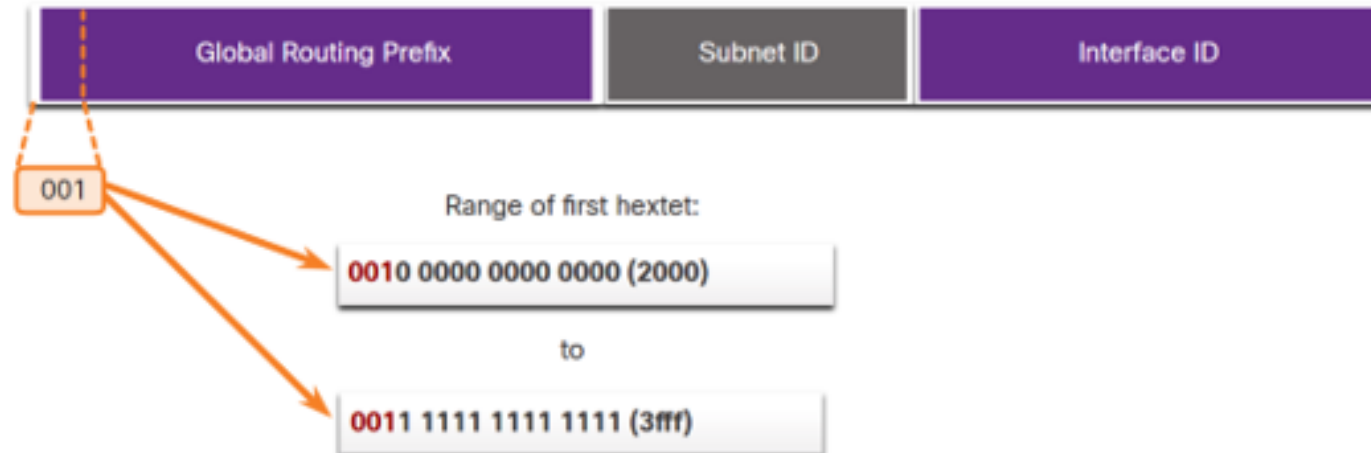 Global Routing Prefix Subnet ID Interface ID
001
Range of first hextet:
0010 0000 0000 0000 (2000)
to
0011 1111 1111 1111 (3fff)